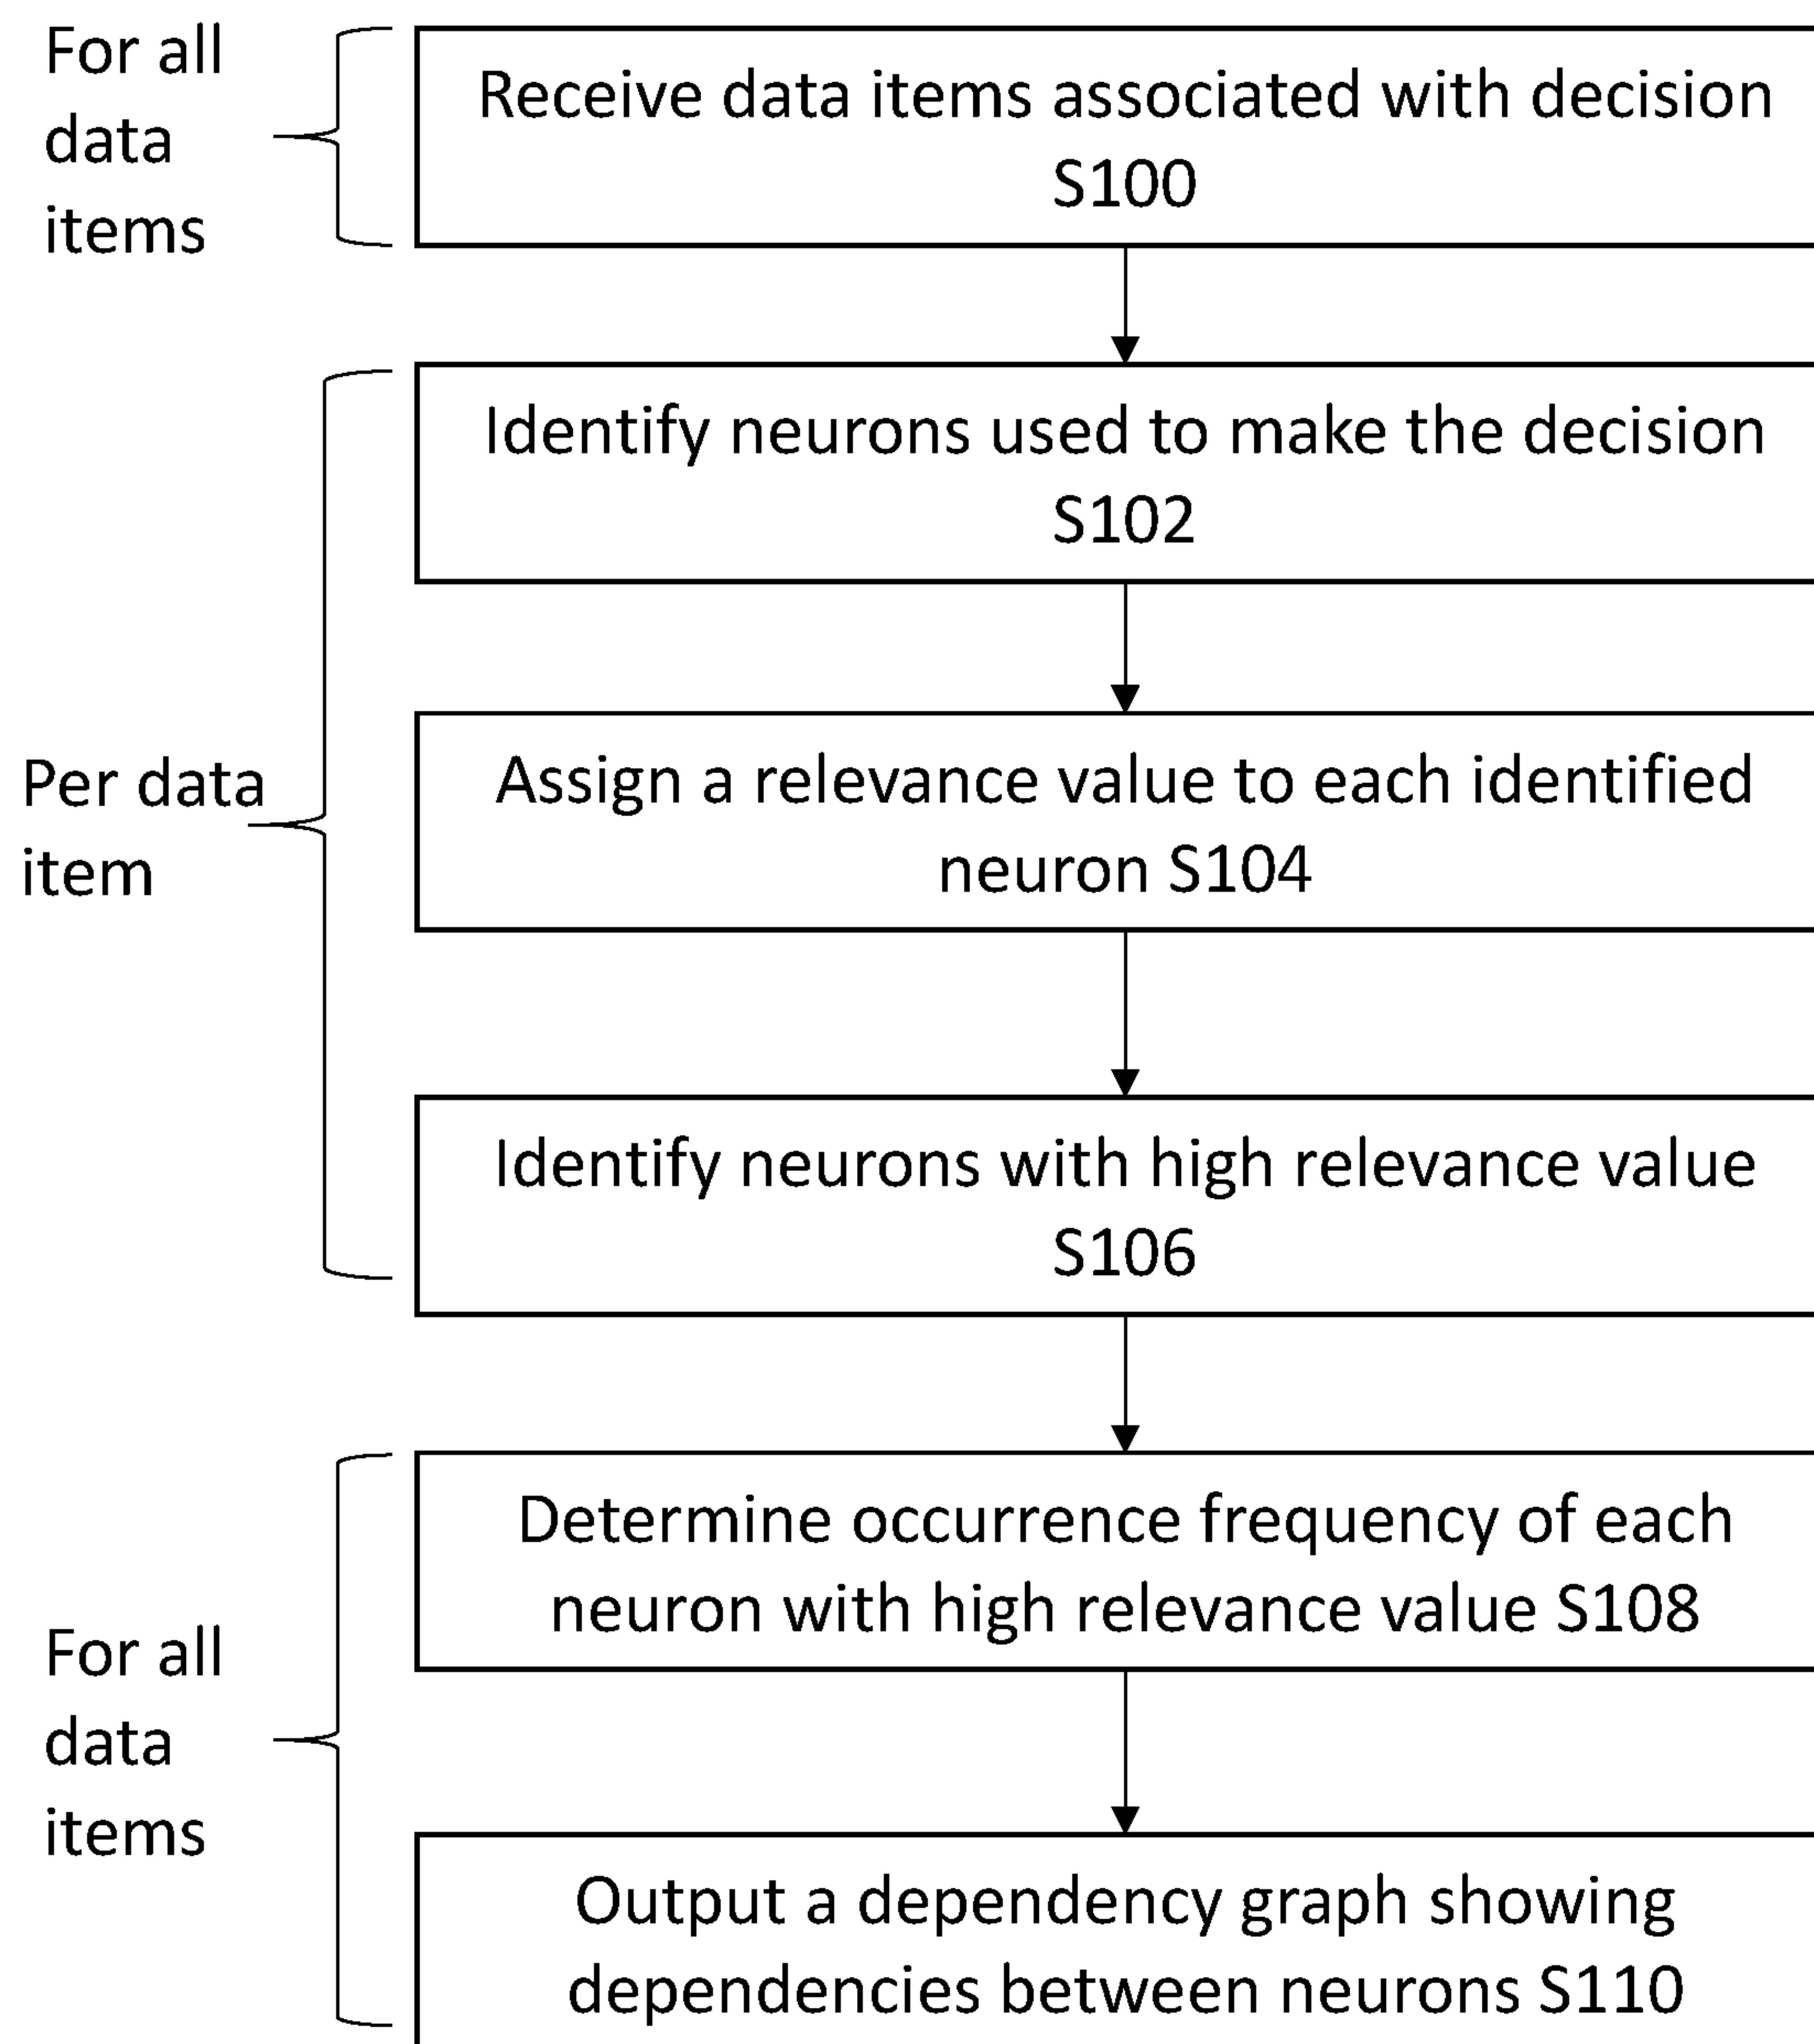 For all
data
items
Receive data items associated with decision
S100
Identify neurons used to make the decision
S102
Per data
item
Assign a relevance value to each identified
neuron S104
Identify neurons with high relevance value
S106
For all
data
items
Determine occurrence frequency of each
neuron with high relevance value S108
Output a dependency graph showing
dependencies between neurons S110